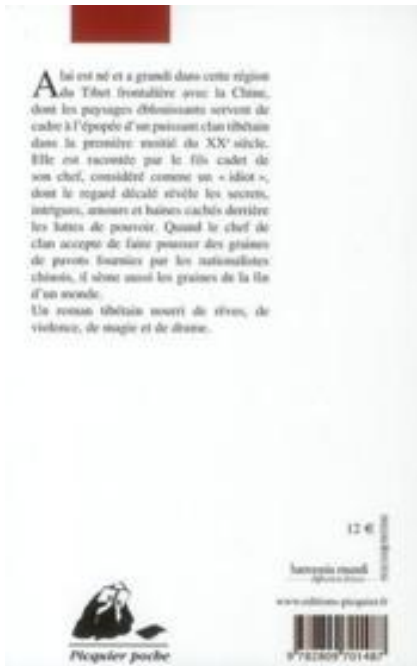 Alai est né et a grandi dans cette région
du Tibet frontalière avec la Chine,
dont les paysages éblouissants servent de
cadre à l'épopée d'un puissant clan tibétain
dans la première moitié du XXe siècle.
Elle est racontée par le fils cadet de
son chef, considéré comme un « idiot »,
dont le regard décalé révèle les secrets,
intrigues, amours et haines cachés derrière
les luttes de pouvoir. Quand le chef de
clan accepte de faire pousser des graines
de pavots fournies par les nationalistes
chinois, il sème aussi les graines de la fin
d'un monde.
Un roman tibétain nourri de rêves, de
violence, de magie et de drame.
12 €
harmonia mundi
www.editions-picquier.fr
Picquier poche
9 782809 701487